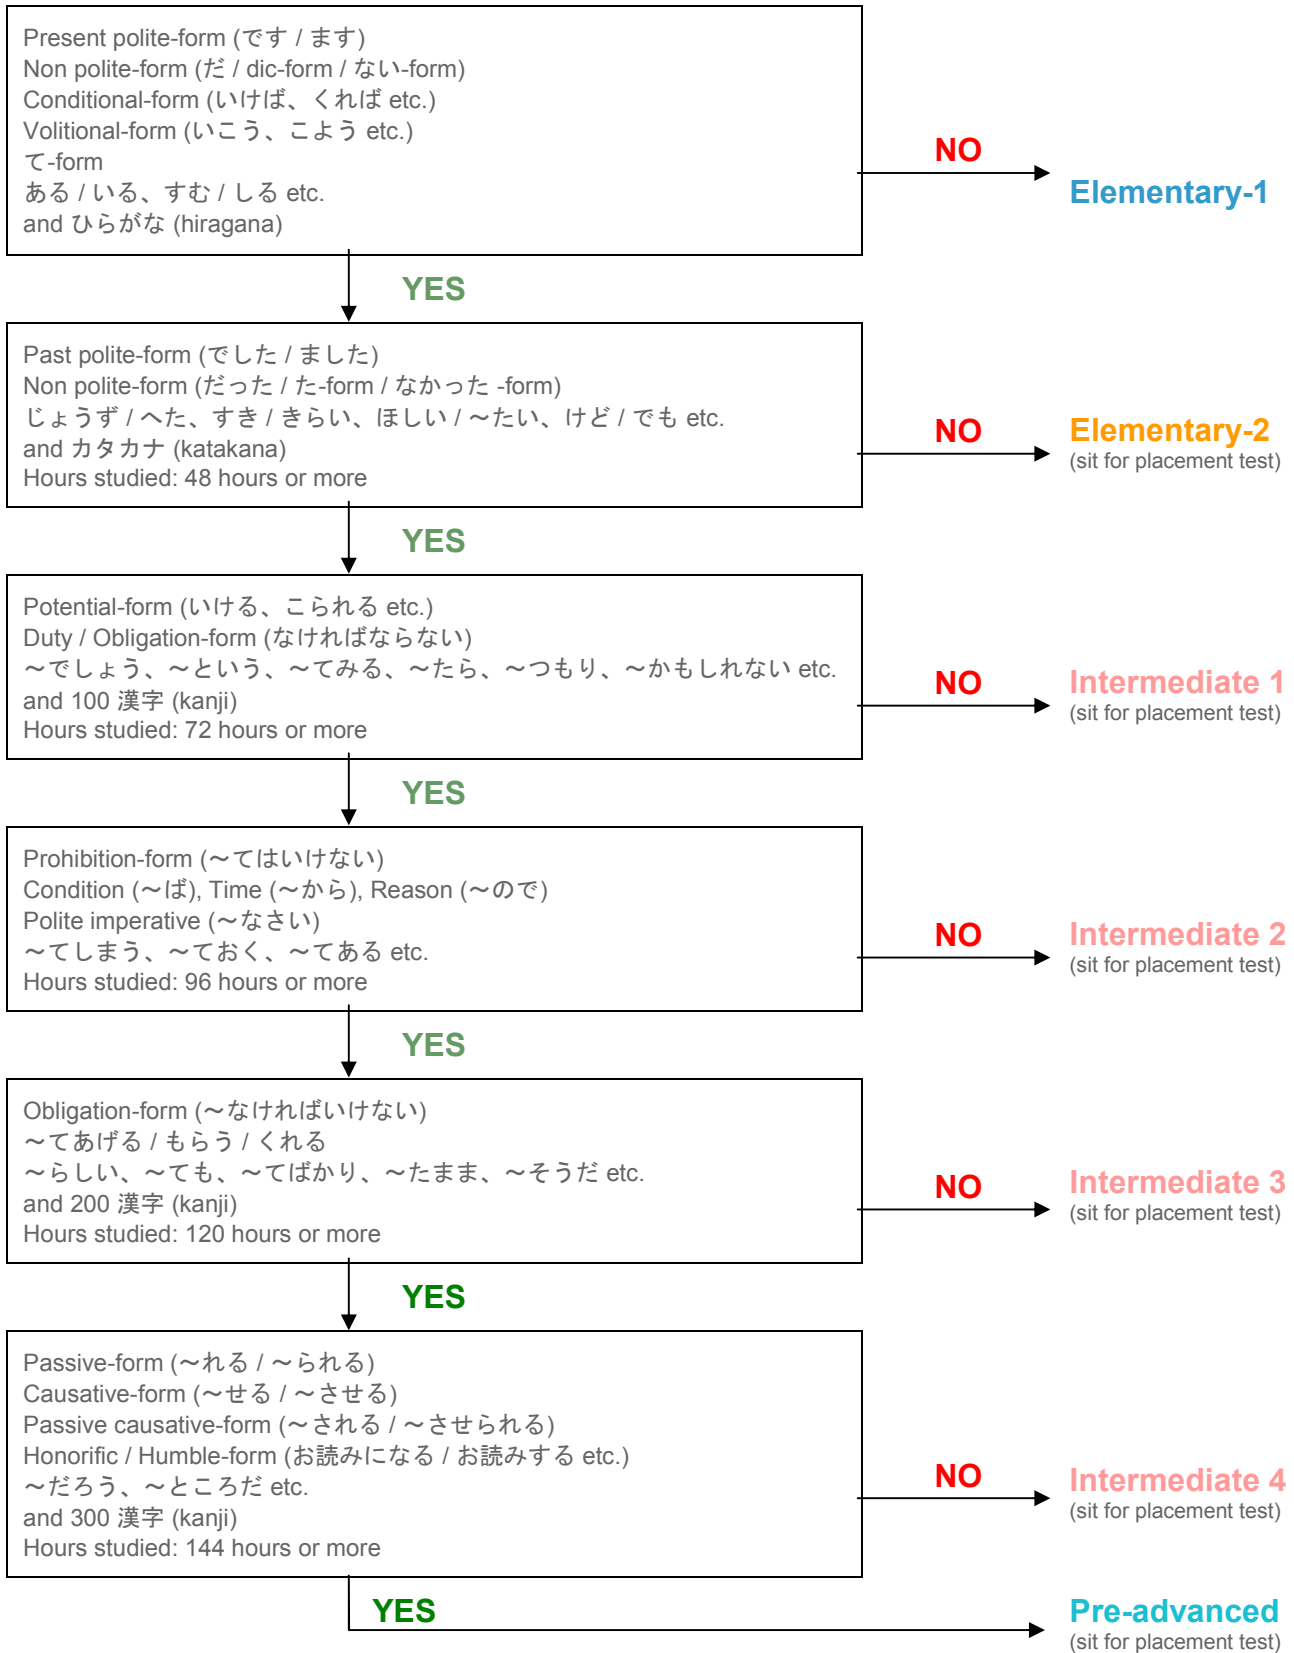 Present polite-form (です / ます)
Non polite-form (だ / dic-form / ない-form)
Conditional-form (いけば、くれば etc.)
Volitional-form (いこう、こよう etc.)
て-form
ある / いる、すむ / しる etc.
and ひらがな (hiragana)
NO
Elementary-1
YES
Past polite-form (でした / ました)
Non polite-form (だった / た-form / なかった -form)
じょうず / へた、すき / きらい、ほしい / ～たい、けど / でも etc.
and カタカナ (katakana)
Hours studied: 48 hours or more
NO
Elementary-2
(sit for placement test)
YES
Potential-form (いける、こられる etc.)
Duty / Obligation-form (なければならない)
～でしょう、～という、～てみる、～たら、～つもり、～かもしれない etc.
and 100 漢字 (kanji)
Hours studied: 72 hours or more
NO
Intermediate 1
(sit for placement test)
YES
Prohibition-form (～てはいけない)
Condition (～ば), Time (～から), Reason (～ので)
Polite imperative (～なさい)
～てしまう、～ておく、～てある etc.
Hours studied: 96 hours or more
NO
Intermediate 2
(sit for placement test)
YES
Obligation-form (～なければいけない)
～てあげる / もらう / くれる
～らしい、～ても、～てばかり、～たまま、～そうだ etc.
and 200 漢字 (kanji)
Hours studied: 120 hours or more
NO
Intermediate 3
(sit for placement test)
YES
Passive-form (～れる / ～られる)
Causative-form (～せる / ～させる)
Passive causative-form (～される / ～させられる)
Honorific / Humble-form (お読みになる / お読みする etc.)
～だろう、～ところだ etc.
and 300 漢字 (kanji)
Hours studied: 144 hours or more
NO
Intermediate 4
(sit for placement test)
YES
Pre-advanced
(sit for placement test)